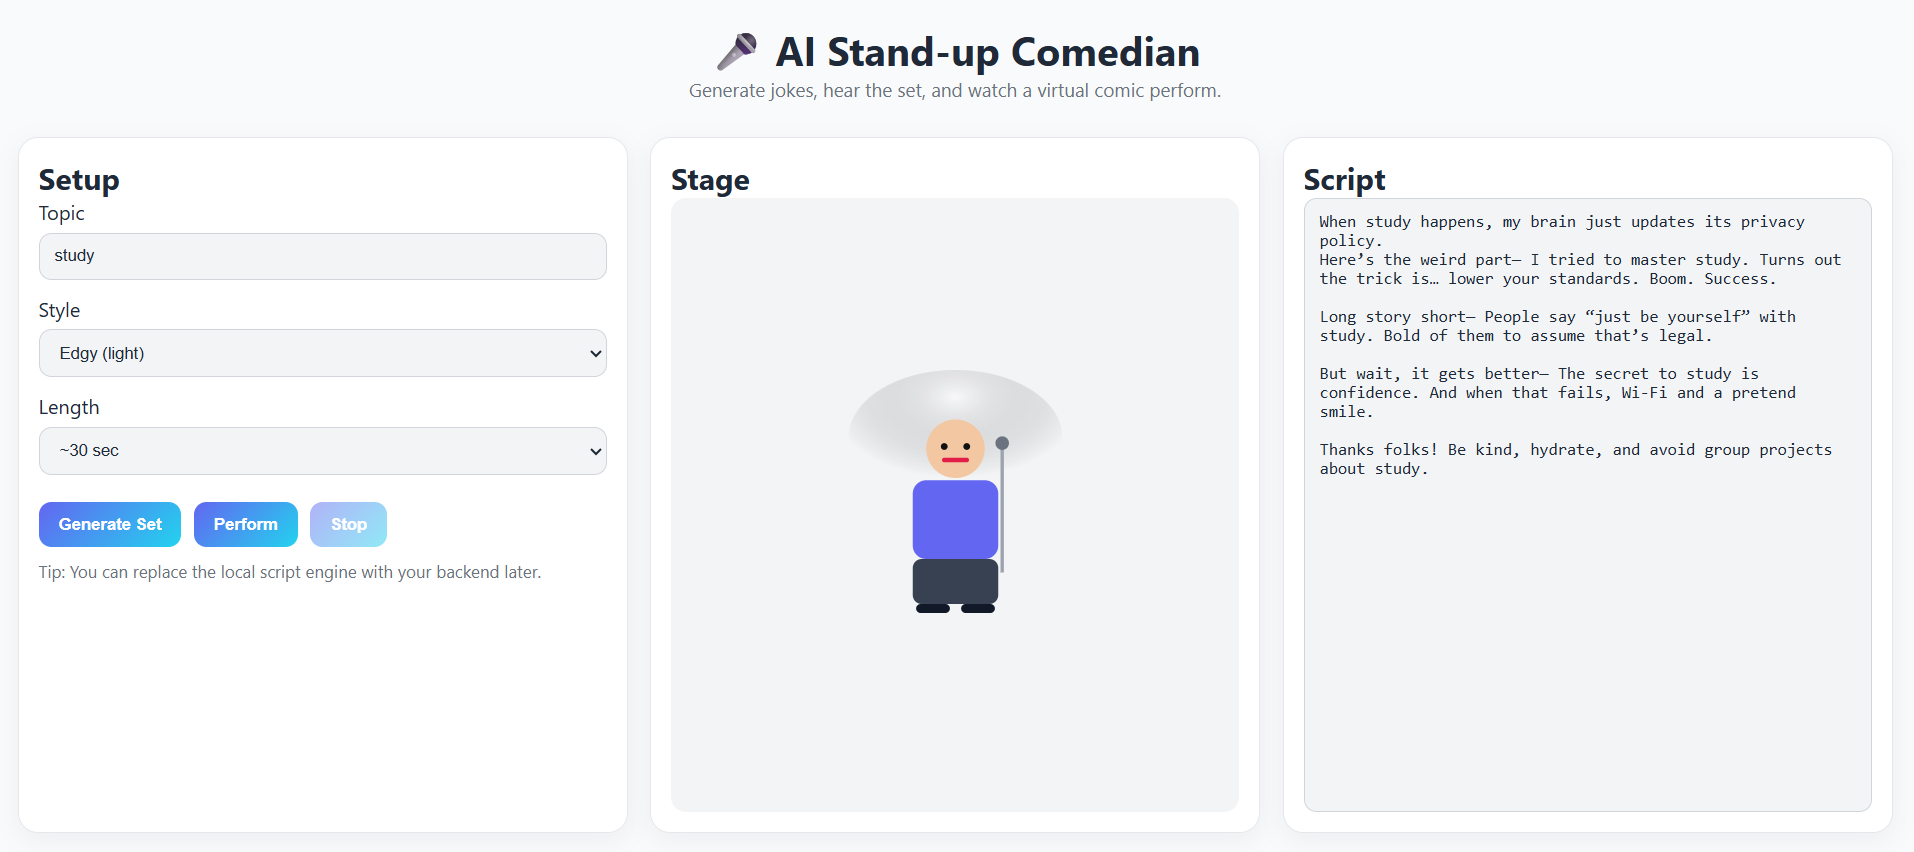 🎤 AI Stand-up Comedian
Generate jokes, hear the set, and watch a virtual comic perform.
Setup
Topic
study
Style
Edgy (light)
Length
~30 sec
Generate Set
Perform
Stop
Tip: You can replace the local script engine with your backend later.
Stage
Script
When study happens, my brain just updates its privacy
policy.
Here’s the weird part— I tried to master study. Turns out
the trick is… lower your standards. Boom. Success.
Long story short— People say “just be yourself” with
study. Bold of them to assume that’s legal.
But wait, it gets better— The secret to study is
confidence. And when that fails, Wi-Fi and a pretend
smile.
Thanks folks! Be kind, hydrate, and avoid group projects
about study.